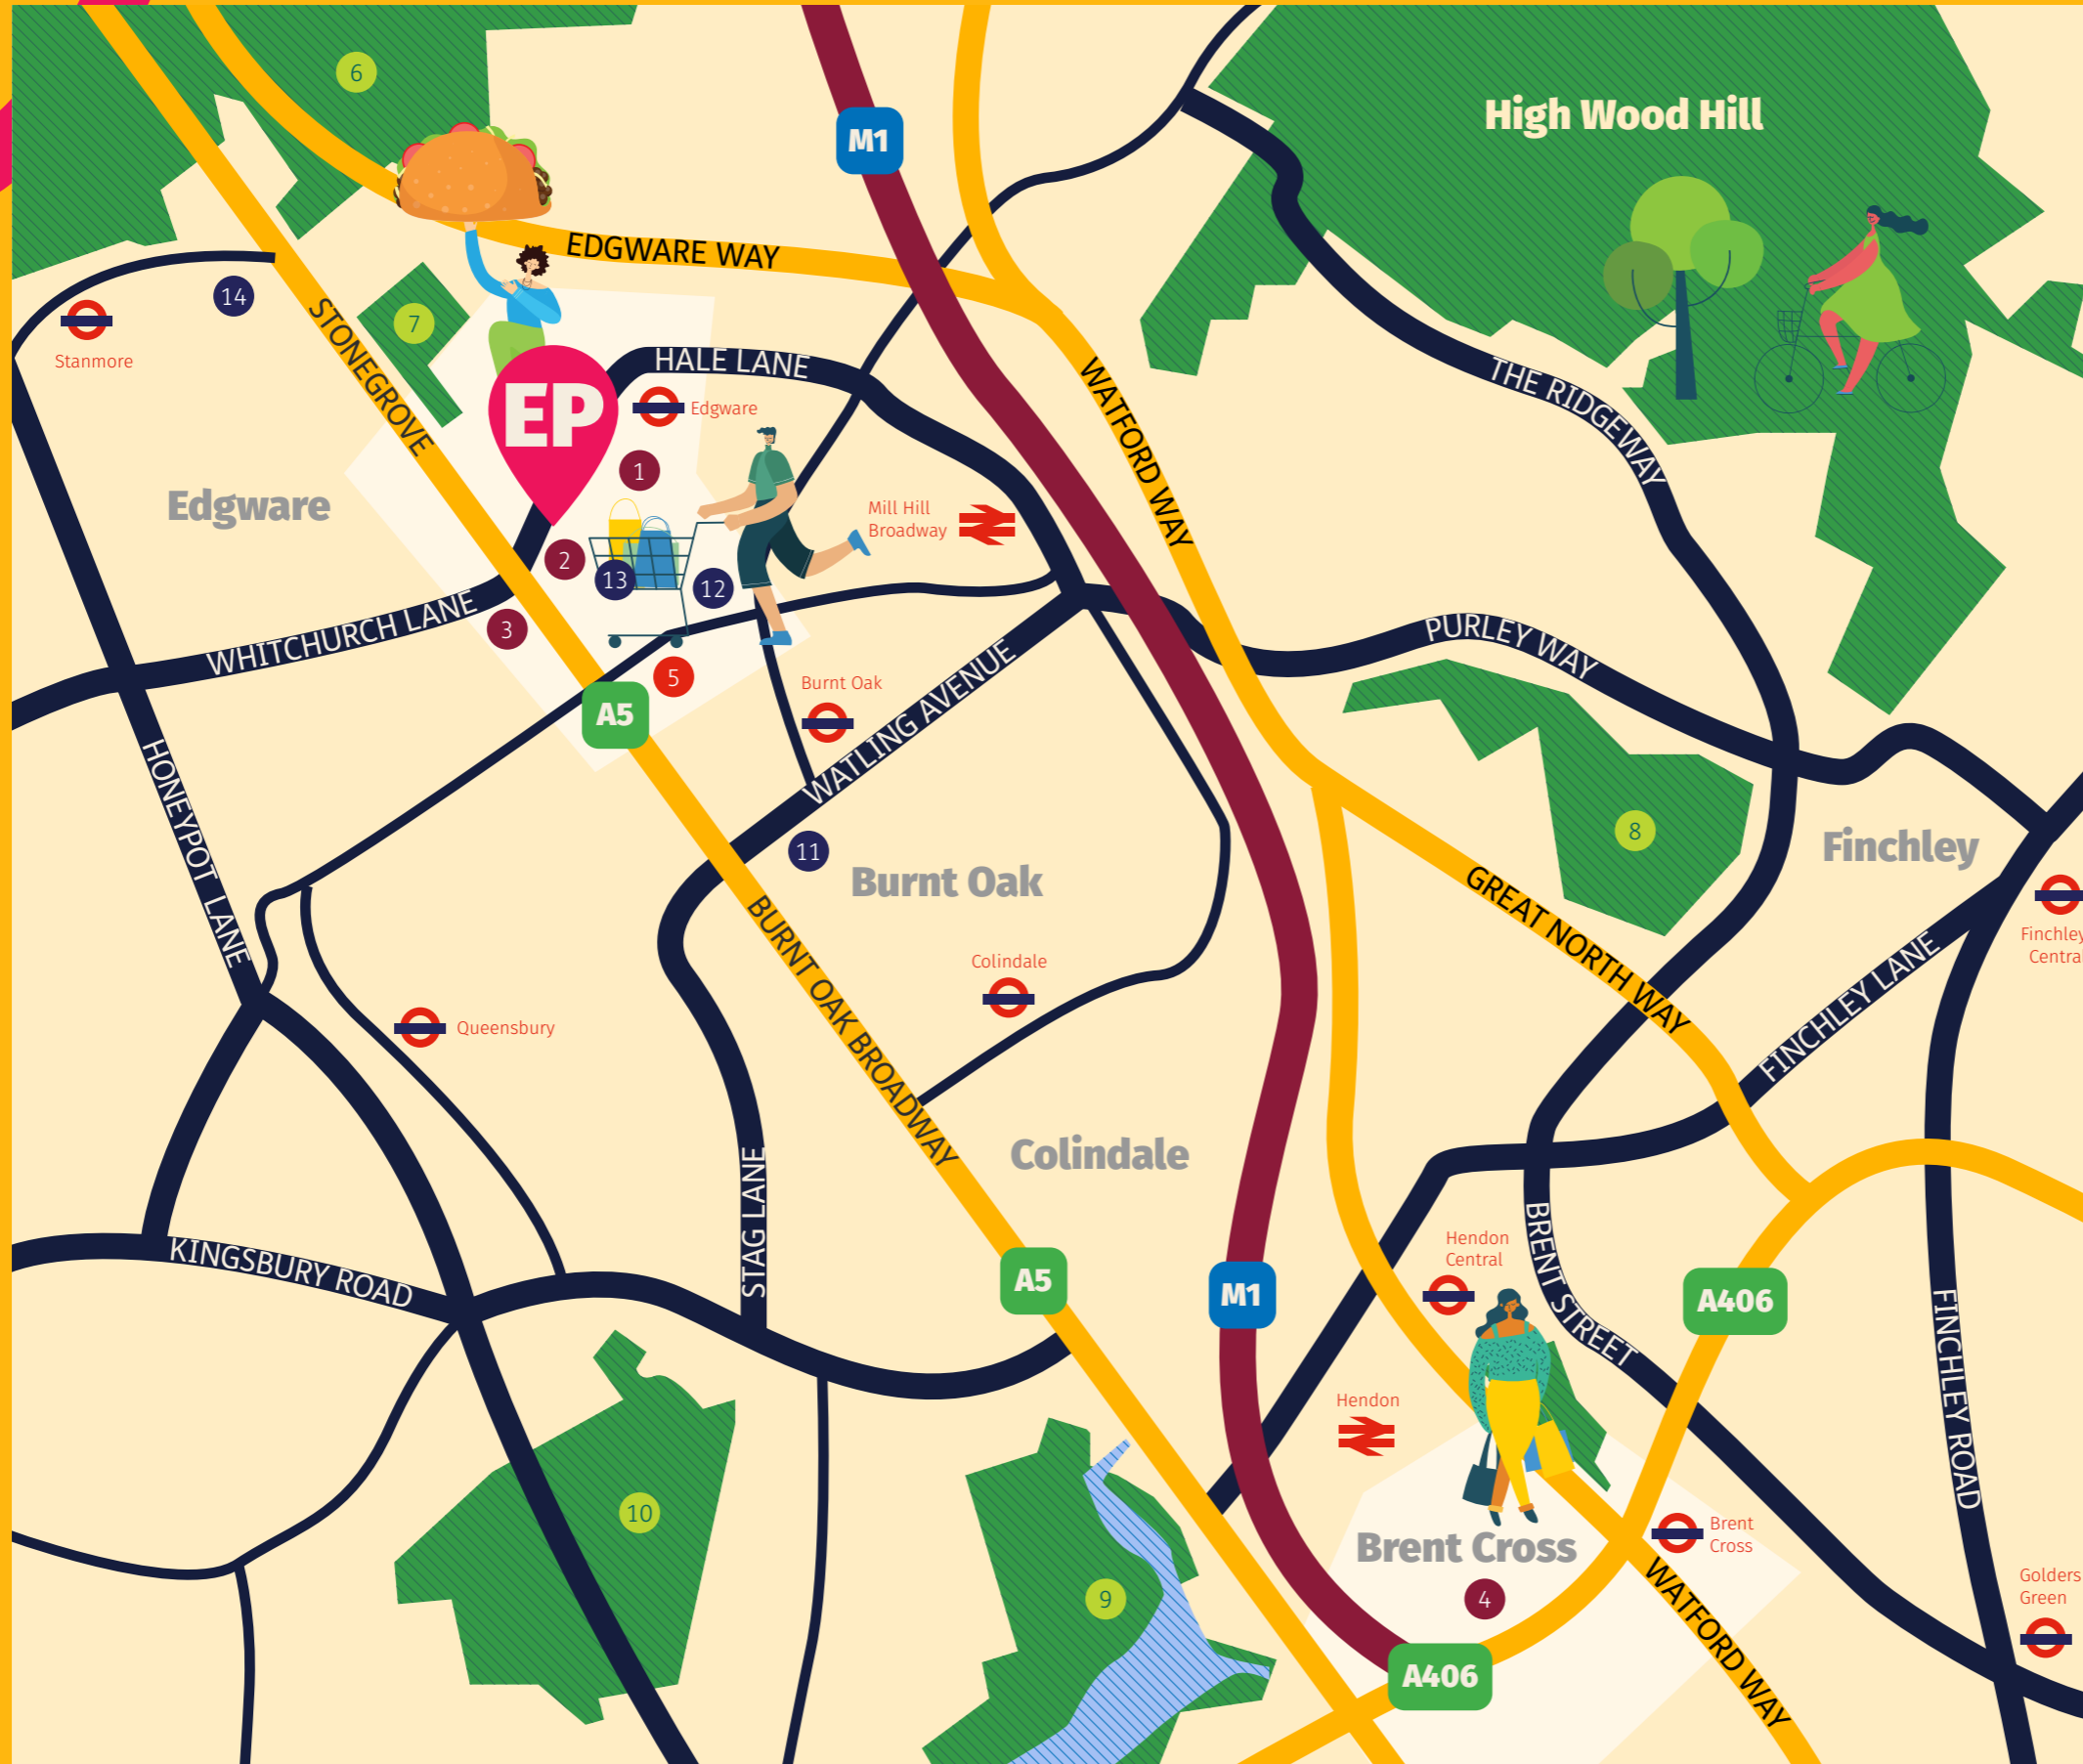 6
M1
High Wood Hill
EDGWARE WAY
14
7
Stanmore
STONEGROVE
HALE LANE
EP
Edgware
WATFORD WAY
THE RIDGEWAY
1
Edgware
Mill Hill
Broadway
2
13
12
WHITCHURCH LANE
3
PURLEY WAY
5
A5
Burnt Oak
WATLING AVENUE
HONEYPOT LANE
8
Finchley
11
Burnt Oak
GREAT NORTH WAY
BURNT OAK BROADWAY
Finchley
Central
FINCHLEY LANE
Colindale
Queensbury
Colindale
STAG LANE
KINGSBURY ROAD
A5
M1
Hendon
Central
BRENT STREET
A406
FINCHLEY ROAD
Hendon
10
Brent Cross
Brent
Cross
9
4
WATFORD WAY
Golders
Green
A406